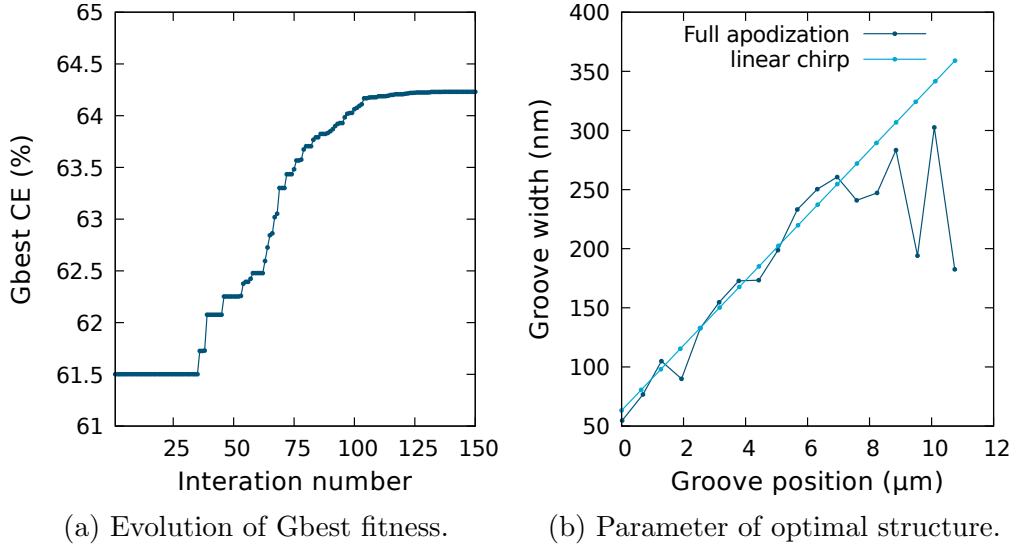 65
64.5
64
63.5
63
62.5
62
61.5
61
Gbest CE (%)
25 50 75 100 125 150
Interation number
(a) Evolution of Gbest fitness.
400
350
300
250
200
150
100
50
Groove width (nm)
Full apodization
linear chirp
0 2 4 6 8 10 12
Groove position (μm)
(b) Parameter of optimal structure.